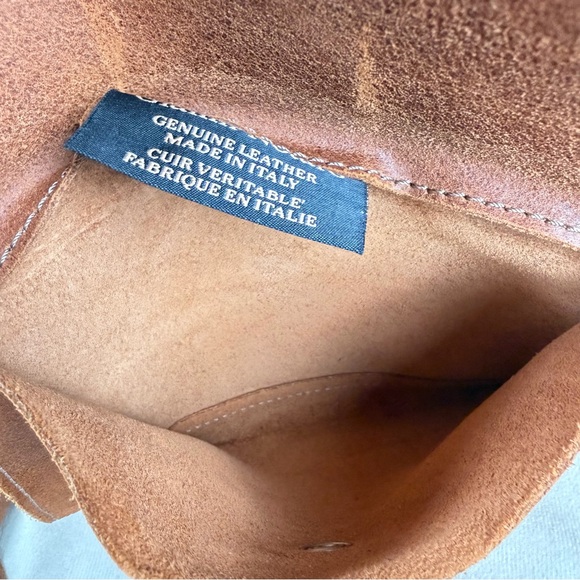 GENUINE LEATHER
MADE IN ITALY
CUIR VERITABLE
FABRIQUE EN ITALIE